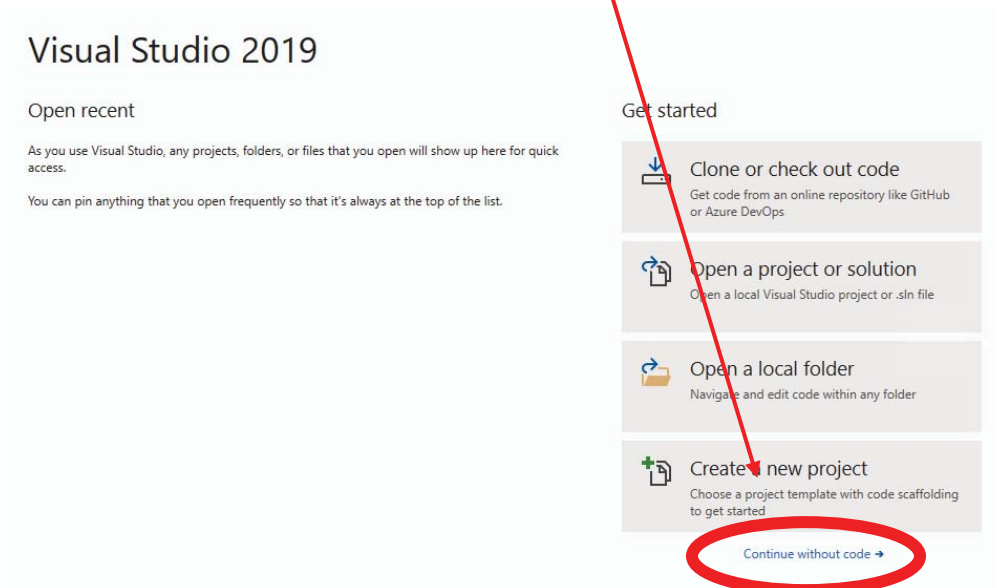 Visual Studio 2019
Open recent
As you use Visual Studio, any projects, folders, or files that you open will show up here for quick
access.
You can pin anything that you open frequently so that it's always at the top of the list.
Get started
Clone or check out code
Get code from an online repository like GitHub
or Azure DevOps
Open a project or solution
Open a local Visual Studio project or .sln file
Open a local folder
Navigate and edit code within any folder
Create a new project
Choose a project template with code scaffolding
to get started
Continue without code →